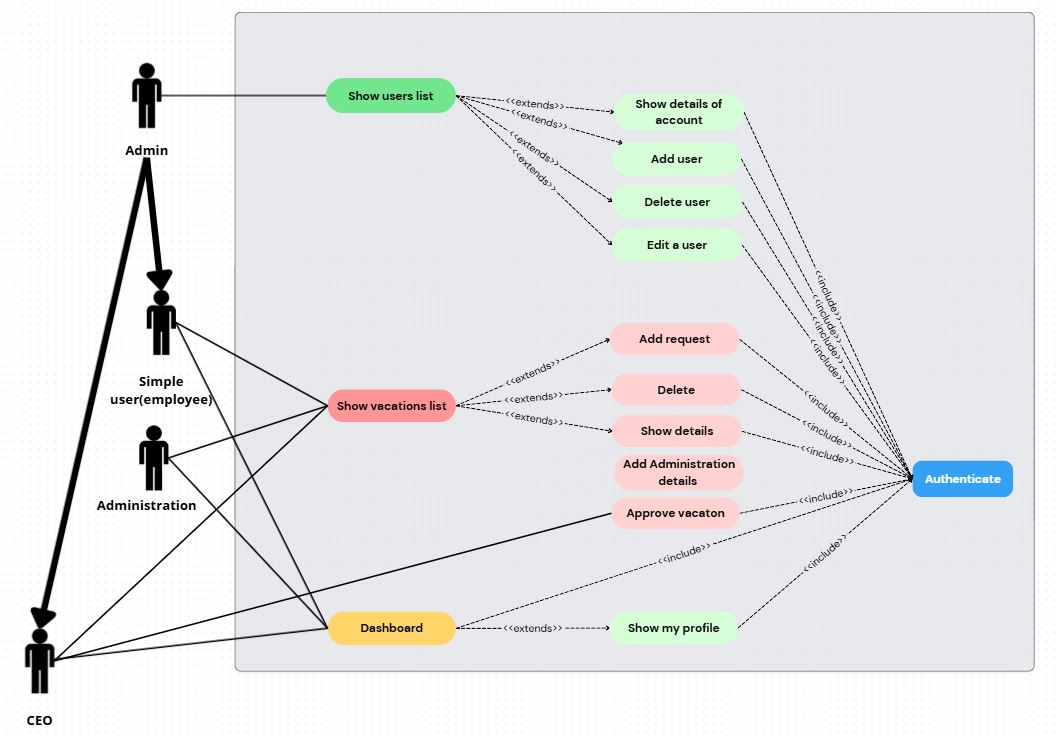 Admin
Show users list
<<extends>>
<<extends>>
<<extends>>
<<extends>>
Show details of
account
Add user
Delete user
Edit a user
<<include>>
<<include>>
<<include>>
<<include>>
Simple
user(employee)
Administration
Show vacations list
<<extends>>
<<extends>>
<<extends>>
Add request
Delete
Show details
Add Administration
details
Approve vacaton
<<include>>
<<include>>
<<include>>
<<include>>
<<include>>
<<include>>
Authenticate
Dashboard
<<extends>>
Show my profile
CEO